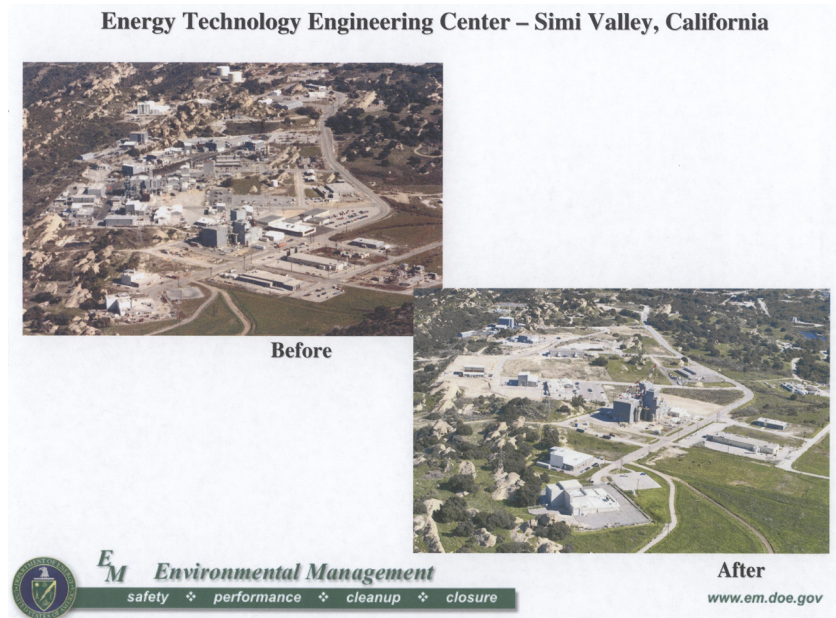 Energy Technology Engineering Center – Simi Valley, California
Before
After
EM Environmental Management
safety ❖ performance ❖ cleanup ❖ closure
www.em.doe.gov